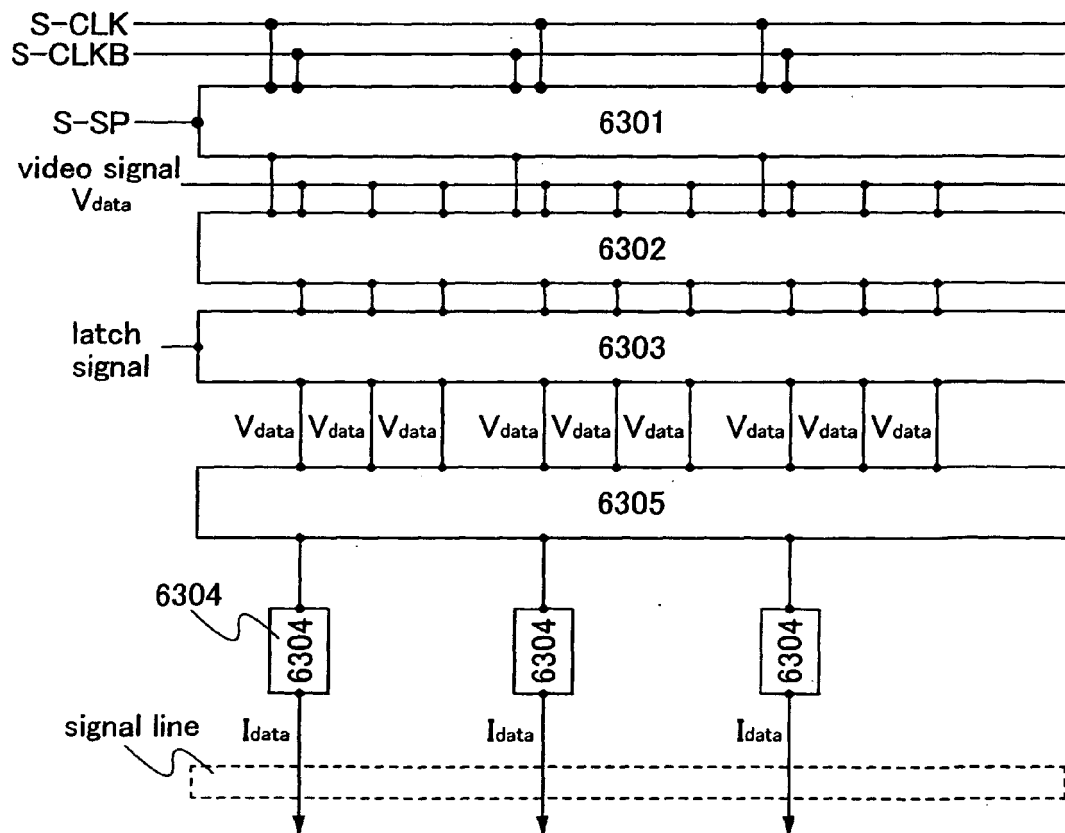 S-CLK
S-CLKB
S-SP
6301
video signal
Vdata
6302
latch
signal
6303
Vdata Vdata Vdata Vdata Vdata Vdata Vdata Vdata Vdata
6305
6304
6304 6304 6304
signal line
Idata Idata Idata